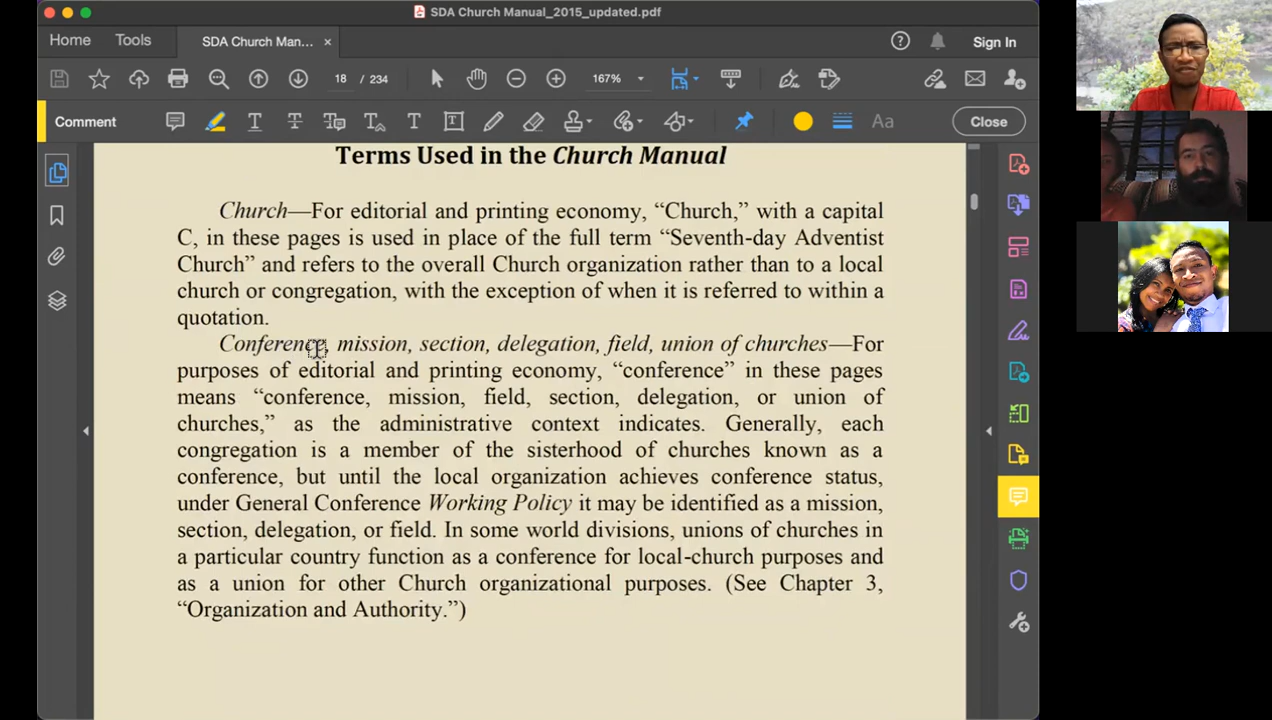 SDA Church Manual_2015_updated.pdf
Home Tools SDA Church Man... × Sign In
18 / 234 167%
Comment Close
Terms Used in the Church Manual
Church—For editorial and printing economy, “Church,” with a capital
C, in these pages is used in place of the full term “Seventh-day Adventist
Church” and refers to the overall Church organization rather than to a local
church or congregation, with the exception of when it is referred to within a
quotation.
Conference, mission, section, delegation, field, union of churches—For
purposes of editorial and printing economy, “conference” in these pages
means “conference, mission, field, section, delegation, or union of
churches,” as the administrative context indicates. Generally, each
congregation is a member of the sisterhood of churches known as a
conference, but until the local organization achieves conference status,
under General Conference Working Policy it may be identified as a mission,
section, delegation, or field. In some world divisions, unions of churches in
a particular country function as a conference for local-church purposes and
as a union for other Church organizational purposes. (See Chapter 3,
“Organization and Authority.”)